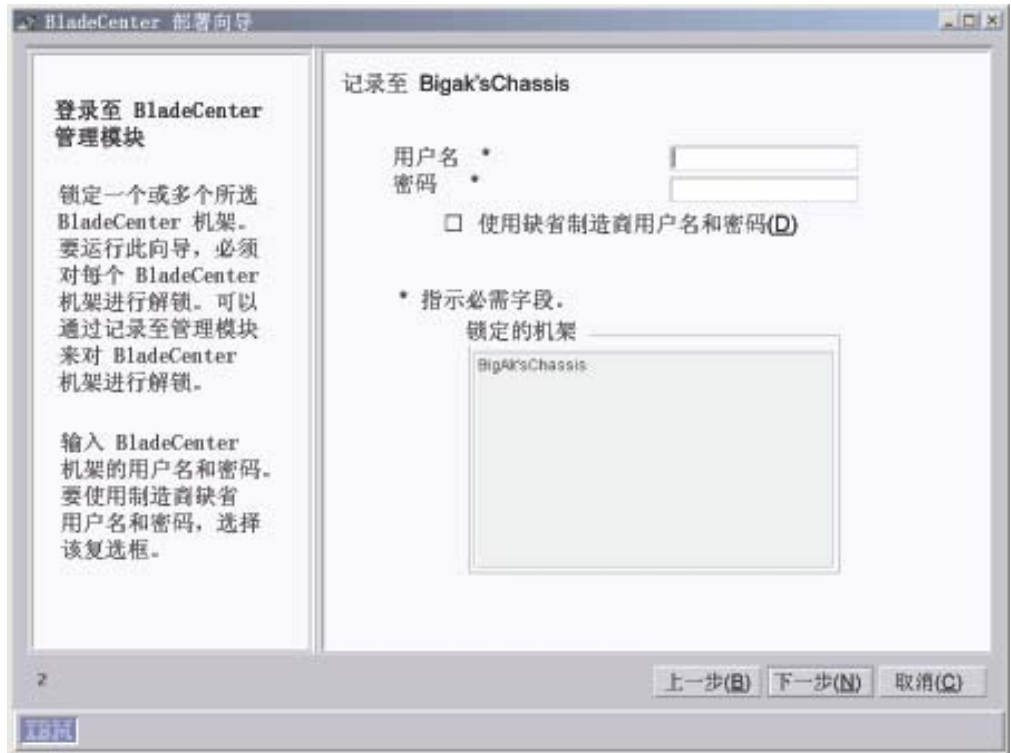 BladeCenter 部署向导
登录至 BladeCenter
管理模块
锁定一个或多个所选
BladeCenter 机架。
要运行此向导，必须
对每个 BladeCenter
机架进行解锁。可以
通过记录至管理模块
来对 BladeCenter
机架进行解锁。
输入 BladeCenter
机架的用户名和密码。
要使用制造商缺省
用户名和密码，选择
该复选框。
记录至 Bigak'sChassis
用户名 *
密码 *
使用缺省制造商用户名和密码(D)
* 指示必需字段。
锁定的机架
BigAl'sChassis
2
上一步(B) 下一步(N) 取消(C)
IBM